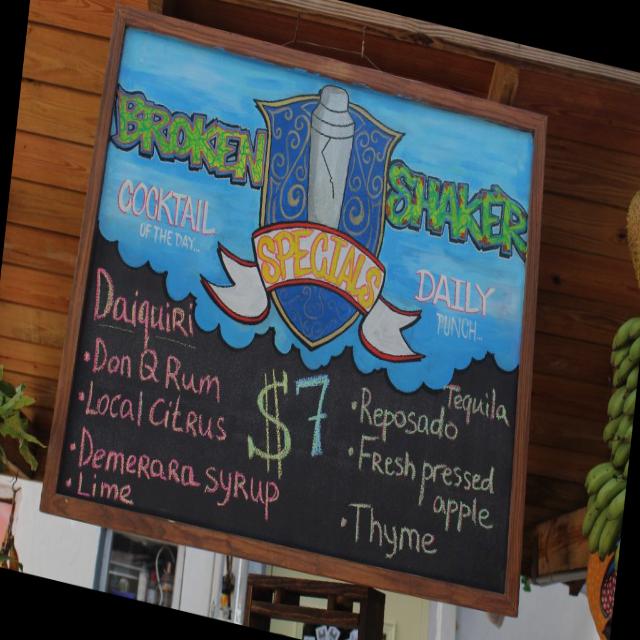 BROKEN SHAKER
SPECIALS
COCKTAIL
OF THE DAY...
Daiquiri
• Don Q Rum
• Local Citrus
• Demerara syrup
• Lime
$7
DAILY
PUNCH...
• Reposado Tequila
• Fresh pressed
apple
• Thyme